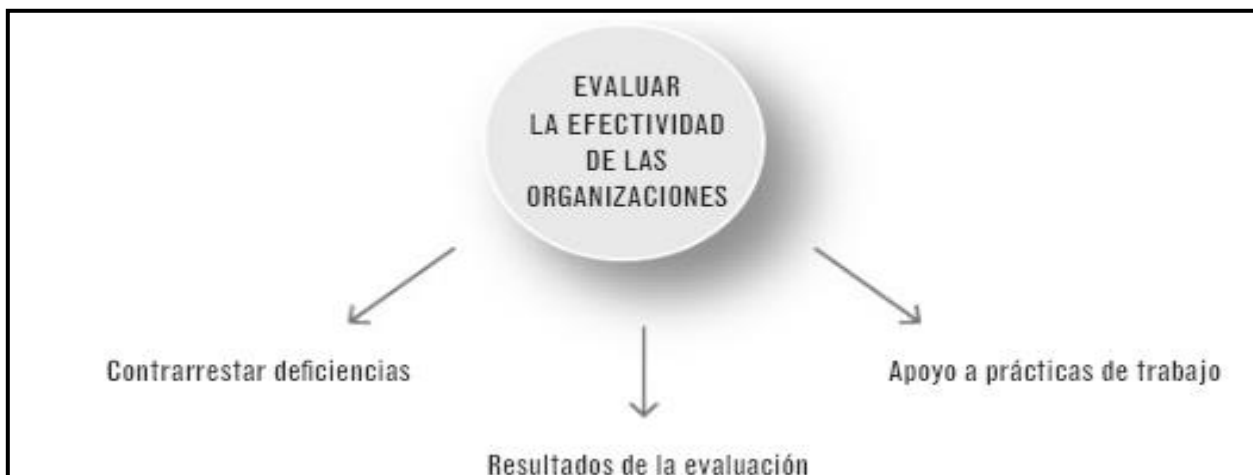 EVALUAR
LA EFECTIVIDAD
DE LAS
ORGANIZACIONES
Contrarrestar deficiencias
Apoyo a prácticas de trabajo
Resultados de la evaluación